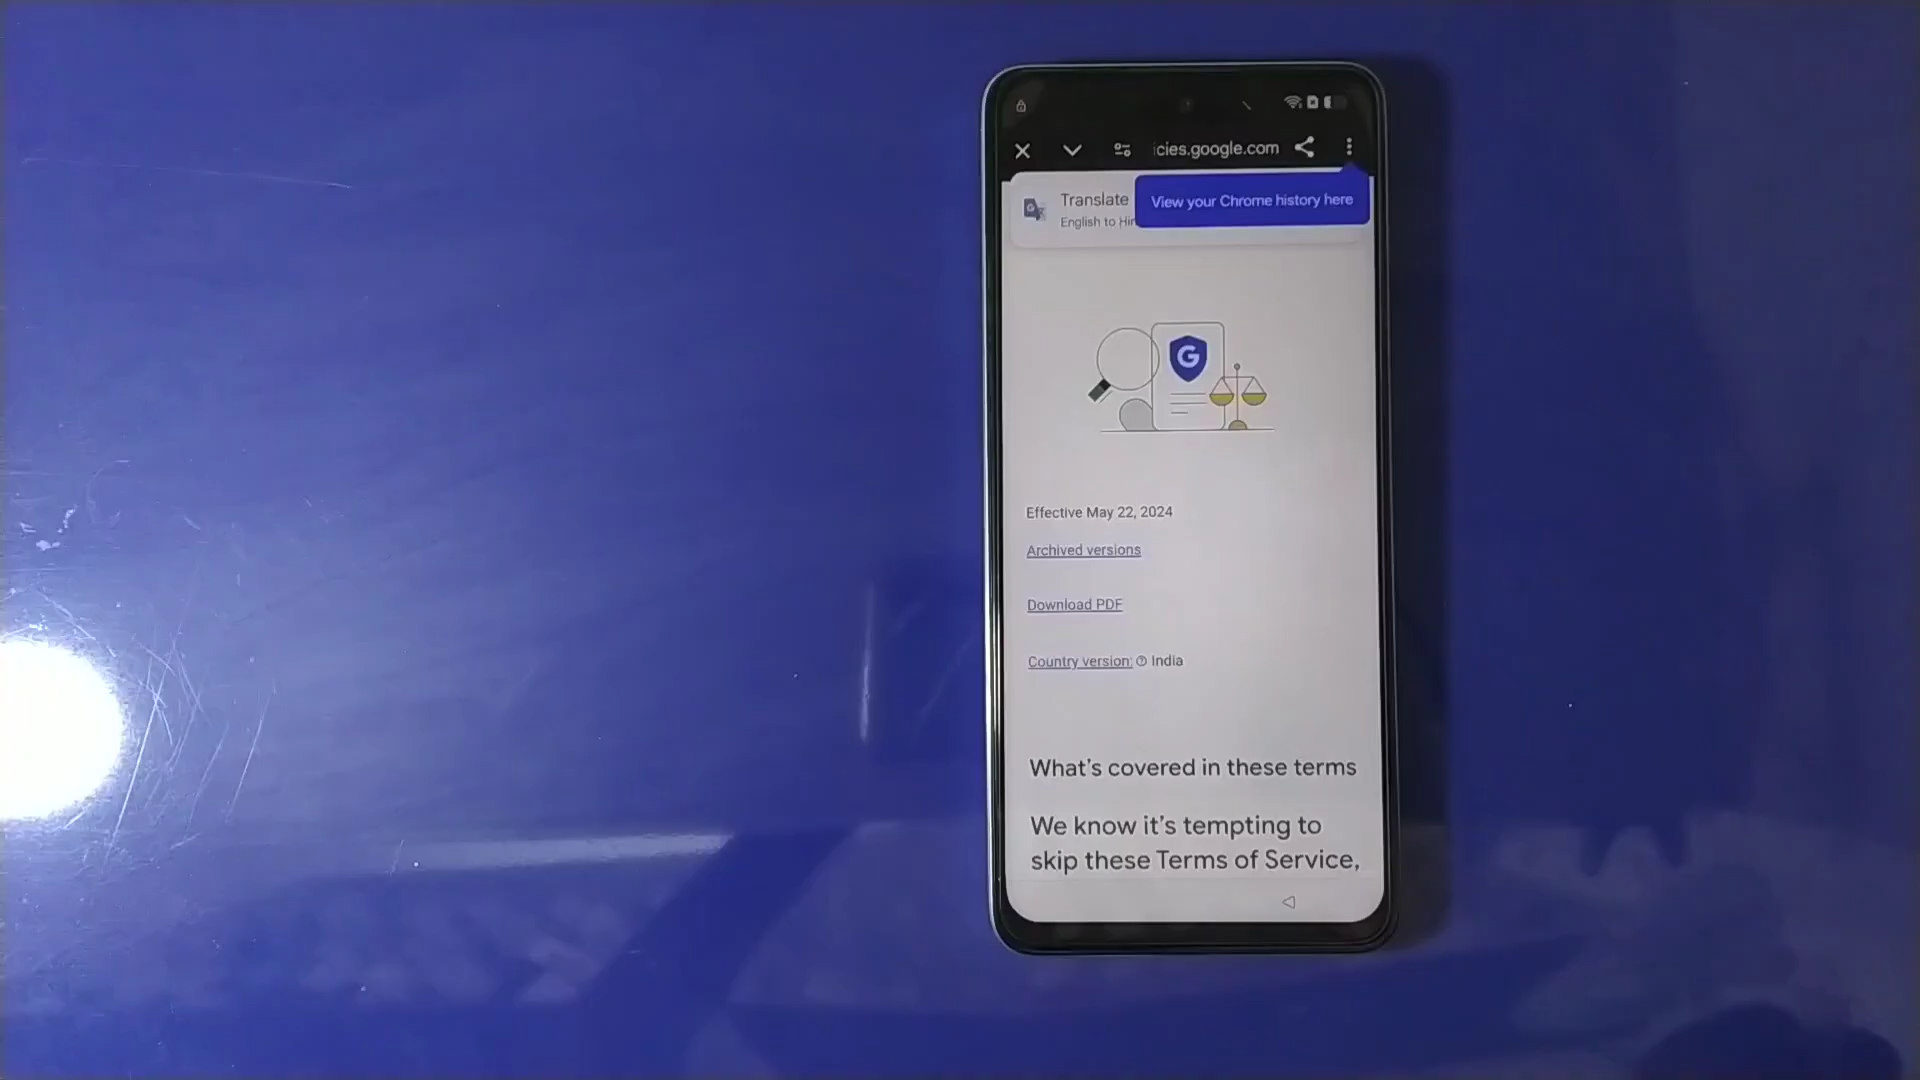 cies.google.com
Translate
English to Hin
View your Chrome history here
G
Effective May 22, 2024
Archived versions
Download PDF
Country version: India
What's covered in these terms
We know it's tempting to
skip these Terms of Service,